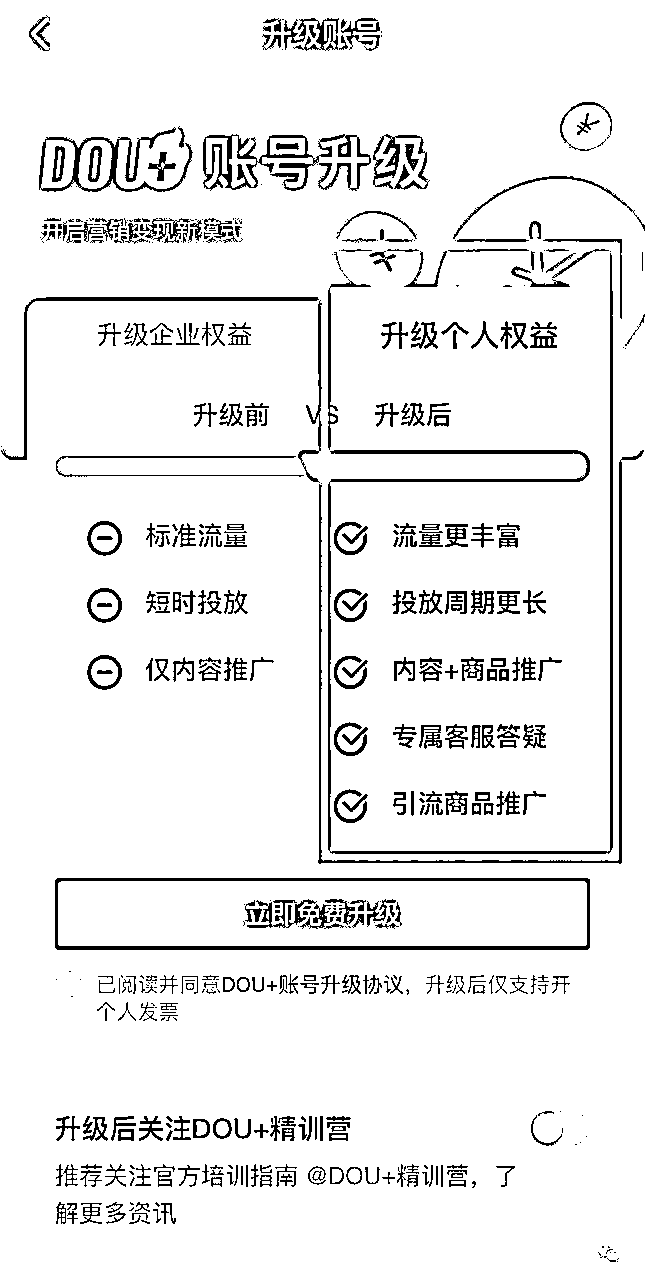 升级账号
DOU+ 账号升级
开启营销变现新模式
升级企业权益
升级个人权益
升级前 VS 升级后
标准流量 流量更丰富
短时投放 投放周期更长
仅内容推广 内容+商品推广
专属客服答疑
引流商品推广
立即免费升级
已阅读并同意DOU+账号升级协议，升级后仅支持开
个人发票
升级后关注DOU+精训营
推荐关注官方培训指南 @DOU+精训营，了
解更多资讯